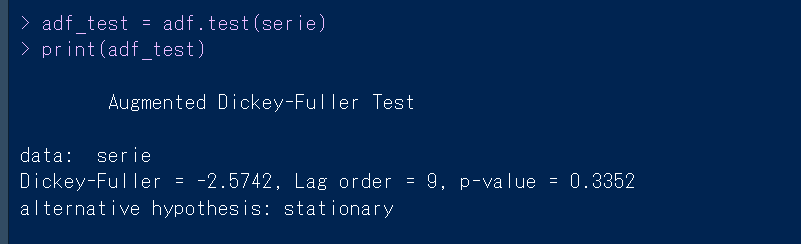 > adf_test = adf.test(serie)
> print(adf_test)
Augmented Dickey-Fuller Test
data:  serie
Dickey-Fuller = -2.5742, Lag order = 9, p-value = 0.3352
alternative hypothesis: stationary